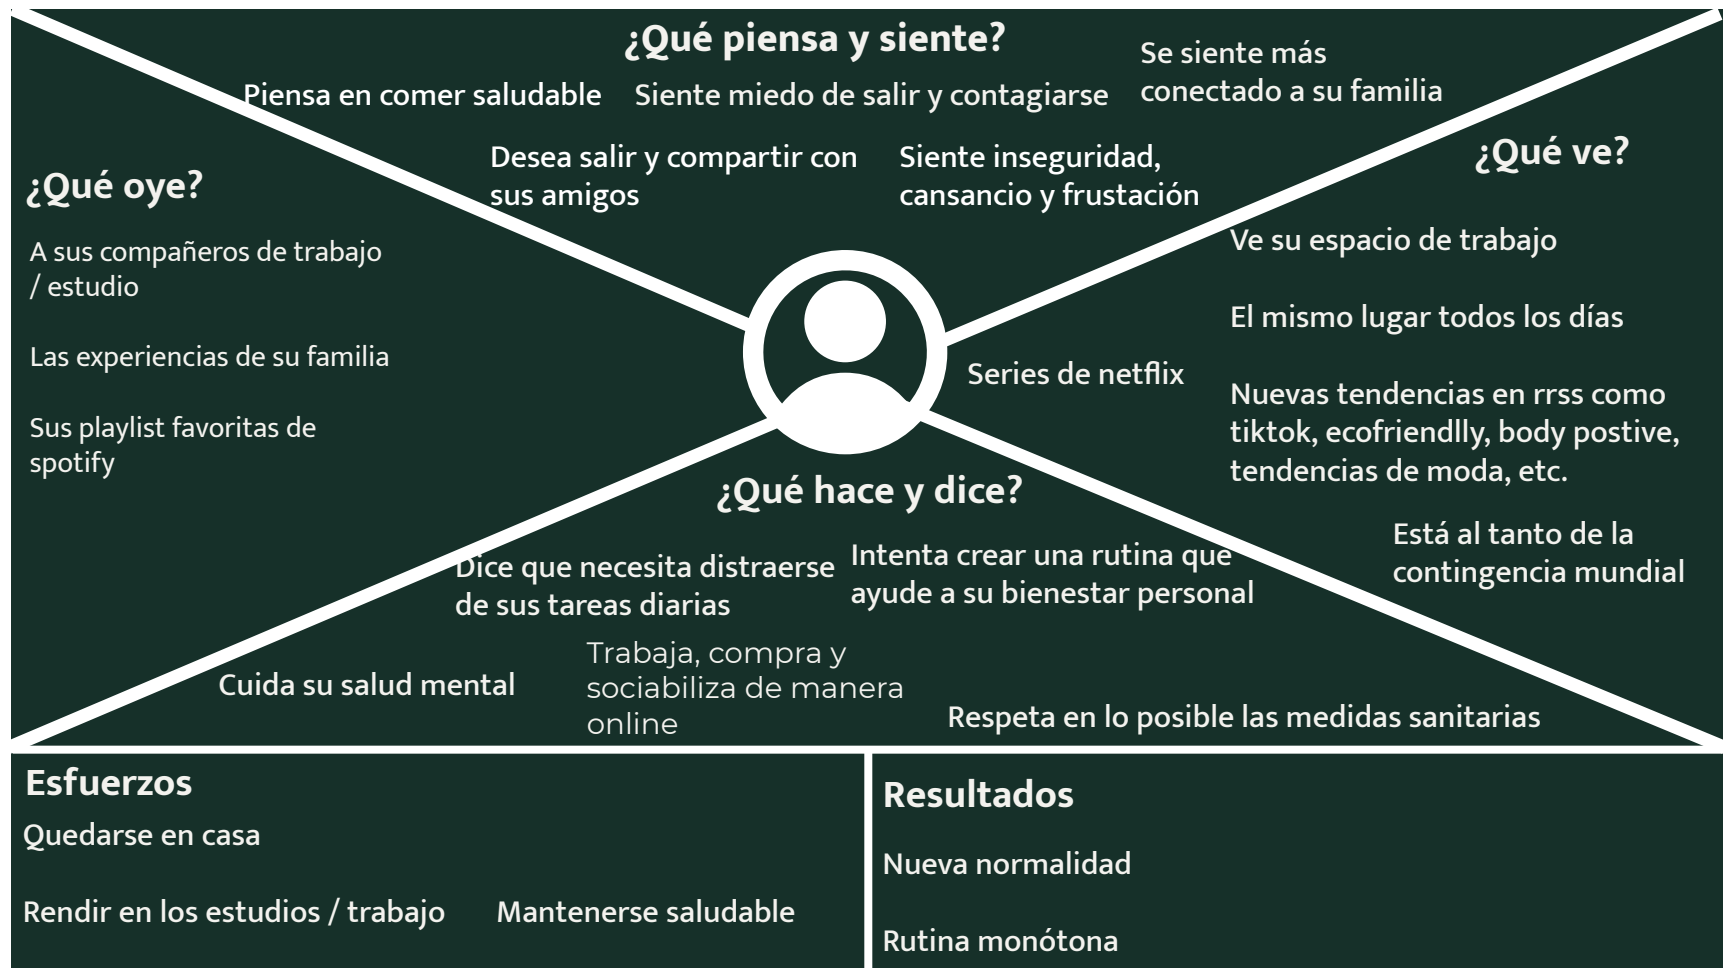 ¿Qué piensa y siente?
Piensa en comer saludable
Siente miedo de salir y contagiarse
Se siente más
conectado a su familia
Desea salir y compartir con
sus amigos
Siente inseguridad,
cansancio y frustación
¿Qué oye?
A sus compañeros de trabajo
/ estudio
Las experiencias de su familia
Sus playlist favoritas de
spotify
¿Qué ve?
Ve su espacio de trabajo
El mismo lugar todos los días
Series de netflix
Nuevas tendencias en rrss como
tiktok, ecofriendlly, body postive,
tendencias de moda, etc.
Está al tanto de la
contingencia mundial
¿Qué hace y dice?
Dice que necesita distraerse
de sus tareas diarias
Intenta crear una rutina que
ayude a su bienestar personal
Cuida su salud mental
Trabaja, compra y
sociabiliza de manera
online
Respeta en lo posible las medidas sanitarias
Esfuerzos
Quedarse en casa
Rendir en los estudios / trabajo
Mantenerse saludable
Resultados
Nueva normalidad
Rutina monótona